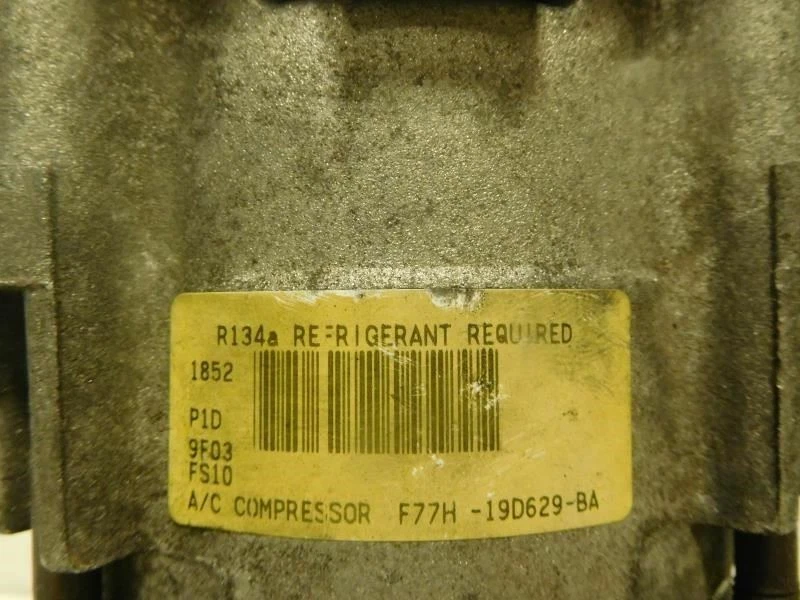 R134a REFRIGERANT REQUIRED
1852
P1D
9F03
FS10
A/C COMPRESSOR F77H -19D629-BA